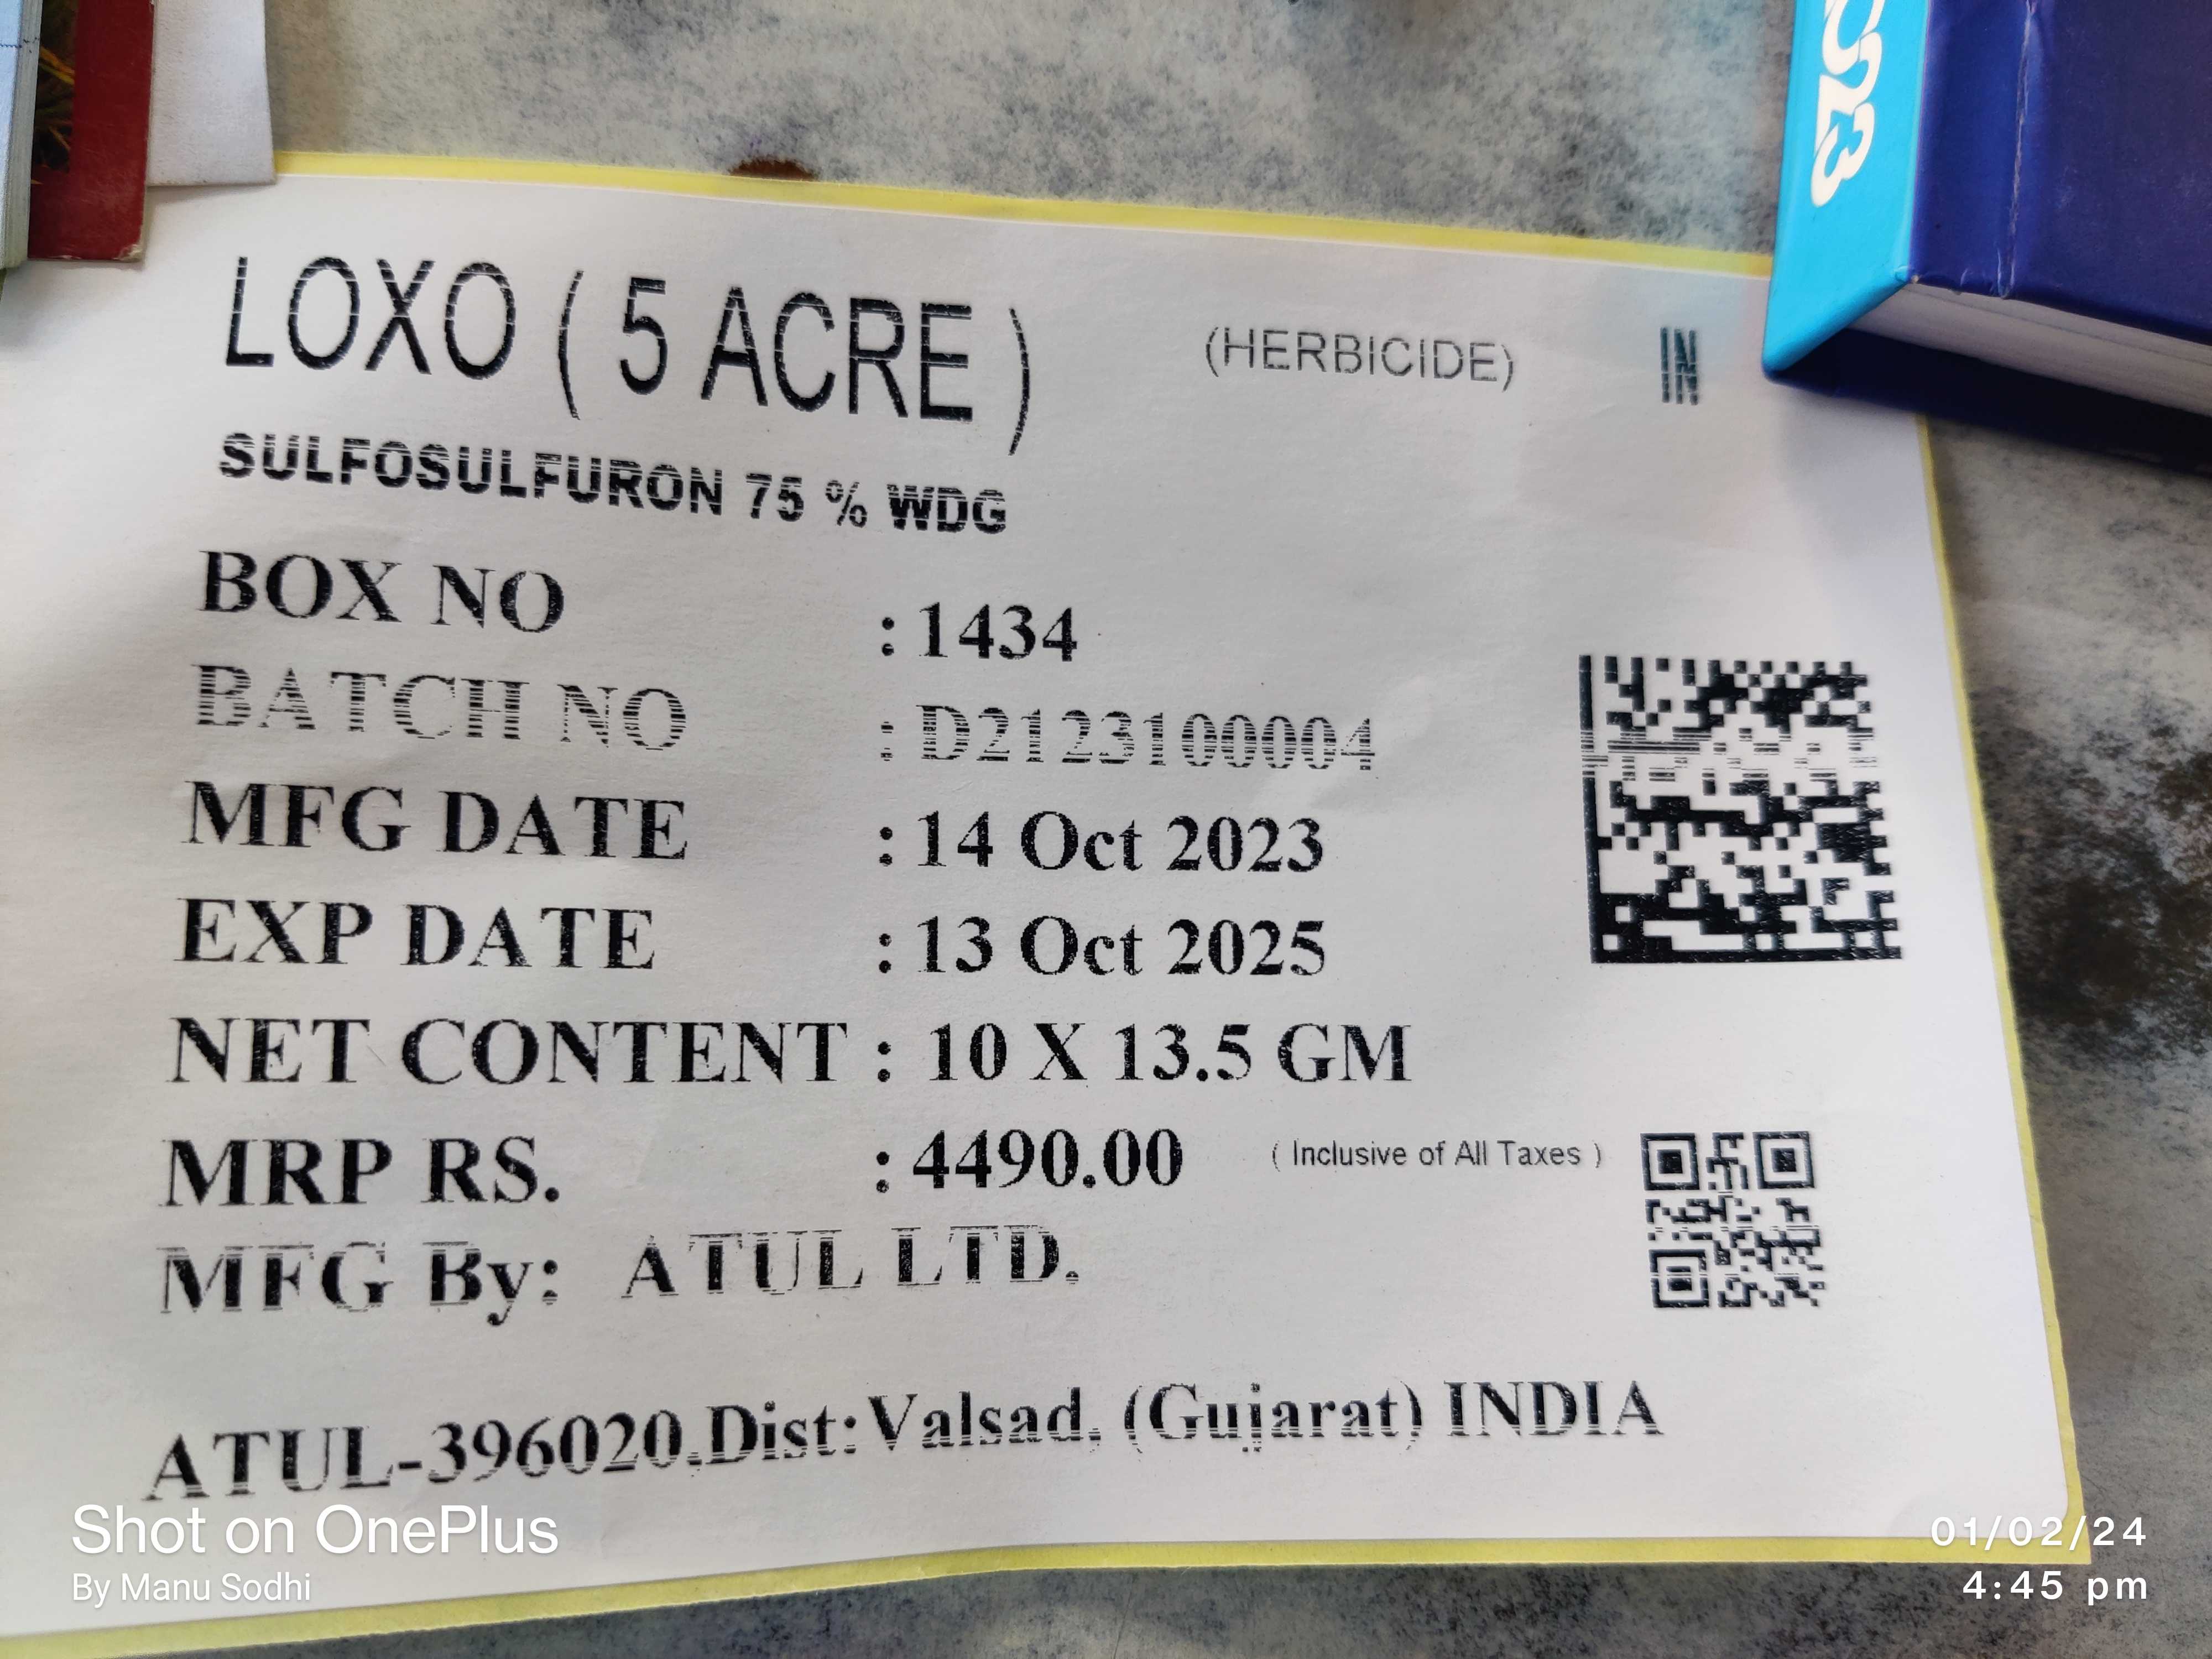 023
LOXO ( 5 ACRE ) (HERBICIDE) IN
SULFOSULFURON 75 % WDG
BOX NO : 1434
BATCH NO : D2123100004
MFG DATE : 14 Oct 2023
EXP DATE : 13 Oct 2025
NET CONTENT : 10 X 13.5 GM
MRP RS. : 4490.00 ( Inclusive of All Taxes )
MFG By: ATUL LTD.
ATUL-396020,Dist:Valsad, (Gujarat) INDIA
Shot on OnePlus
By Manu Sodhi
01/02/24
4:45 pm